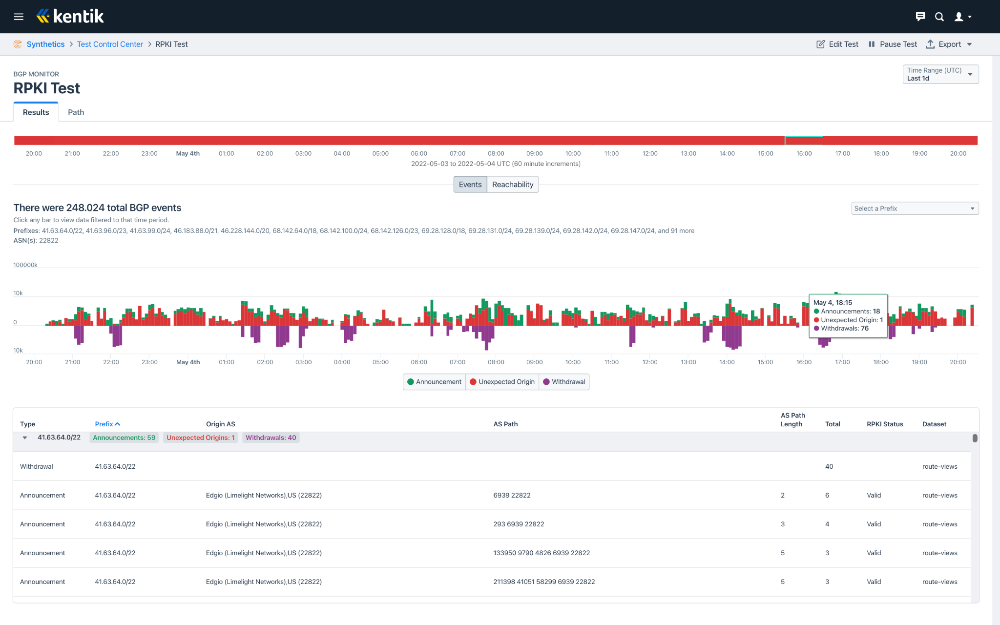 kentik
Synthetics > Test Control Center > RPKI Test
Edit Test Pause Test Export
BGP MONITOR
RPKI Test
Time Range (UTC)
Last 1d
Results Path
20:00 21:00 22:00 23:00 May 4th 01:00 02:00 03:00 04:00 05:00 06:00 07:00 08:00 09:00 10:00 11:00 12:00 13:00 14:00 15:00 16:00 17:00 18:00 19:00 20:00
2022-05-03 to 2022-05-04 UTC (60 minute increments)
Events Reachability
There were 248.024 total BGP events
Select a Prefix
Click any bar to view data filtered to that time period.
Prefixes: 41.63.64.0/22, 41.63.96.0/23, 41.63.99.0/24, 46.183.88.0/21, 46.228.144.0/20, 68.142.64.0/18, 68.142.100.0/24, 68.142.126.0/23, 69.28.128.0/18, 69.28.131.0/24, 69.28.139.0/24, 69.28.142.0/24, 69.28.147.0/24, and 91 more
ASN(s): 22822
100000k
10k
0
10k
May 4, 18:15
Announcements: 18
Unexpected Origin: 1
Withdrawals: 76
20:00 21:00 22:00 23:00 May 4th 01:00 02:00 03:00 04:00 05:00 06:00 07:00 08:00 09:00 10:00 11:00 12:00 13:00 14:00 15:00 16:00 17:00 18:00 19:00 20:00
Announcement Unexpected Origin Withdrawal
Type Prefix Origin AS AS Path AS Path Length Total RPKI Status Dataset
41.63.64.0/22 Announcements: 59 Unexpected Origins: 1 Withdrawals: 40
Withdrawal 41.63.64.0/22 40 route-views
Announcement 41.63.64.0/22 Edgio (Limelight Networks),US (22822) 6939 22822 2 6 Valid route-views
Announcement 41.63.64.0/22 Edgio (Limelight Networks),US (22822) 293 6939 22822 3 4 Valid route-views
Announcement 41.63.64.0/22 Edgio (Limelight Networks),US (22822) 133950 9790 4826 6939 22822 5 3 Valid route-views
Announcement 41.63.64.0/22 Edgio (Limelight Networks),US (22822) 211398 41051 58299 6939 22822 5 3 Valid route-views